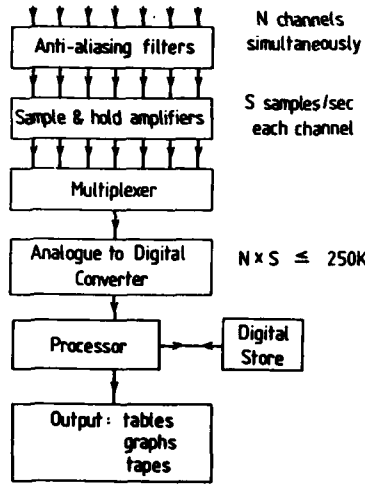 N channels
simultaneously
Anti-aliasing filters
Sample & hold amplifiers
S samples/sec
each channel
Multiplexer
Analogue to Digital
Converter
N × S ≤ 250K
Processor
Digital
Store
Output: tables
graphs
tapes